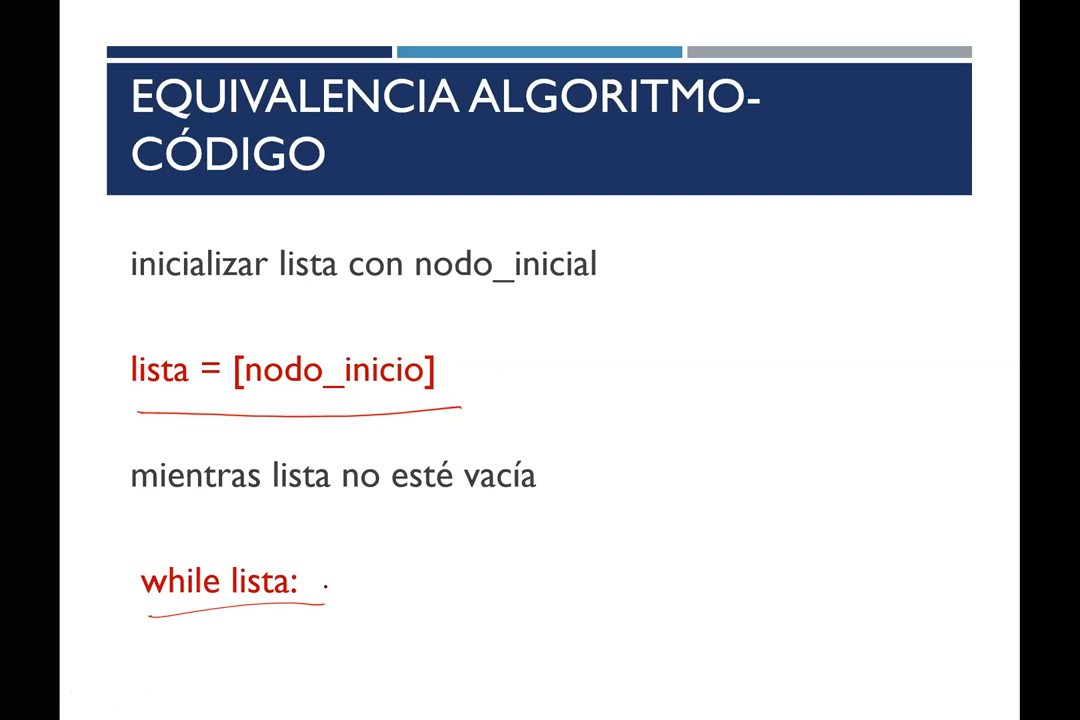 EQUIVALENCIA ALGORITMO-
CÓDIGO
inicializar lista con nodo_inicial
lista = [nodo_inicio]
mientras lista no esté vacía
while lista: